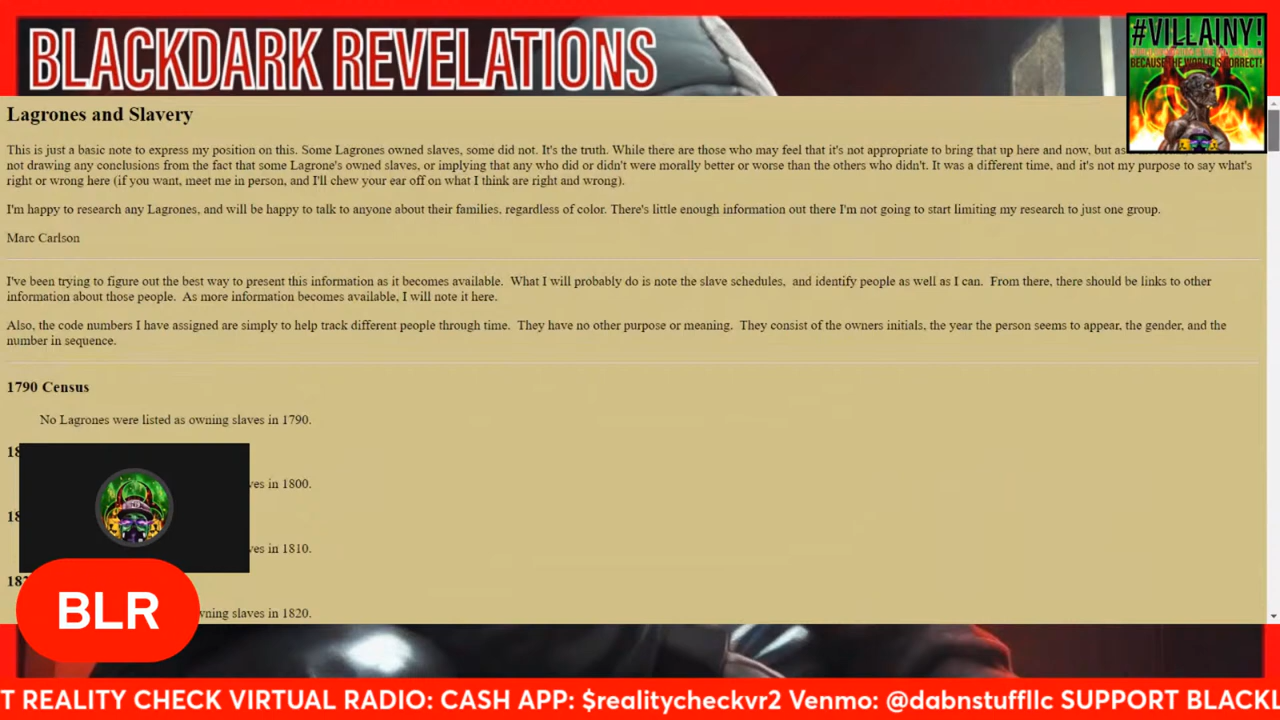 BLACKDARK REVELATIONS
#VILLAINY!
BECAUSE THE WORLD IS CORRECT!
Lagrones and Slavery
This is just a basic note to express my position on this. Some Lagrones owned slaves, some did not. It's the truth. While there are those who may feel that it's not appropriate to bring that up here and now, but as
not drawing any conclusions from the fact that some Lagrone's owned slaves, or implying that any who did or didn't were morally better or worse than the others who didn't. It was a different time, and it's not my purpose to say what's
right or wrong here (if you want, meet me in person, and I'll chew your ear off on what I think are right and wrong).
I'm happy to research any Lagrones, and will be happy to talk to anyone about their families, regardless of color. There's little enough information out there I'm not going to start limiting my research to just one group.
Marc Carlson
I've been trying to figure out the best way to present this information as it becomes available. What I will probably do is note the slave schedules, and identify people as well as I can. From there, there should be links to other
information about those people. As more information becomes available, I will note it here.
Also, the code numbers I have assigned are simply to help track different people through time. They have no other purpose or meaning. They consist of the owners initials, the year the person seems to appear, the gender, and the
number in sequence.
1790 Census
No Lagrones were listed as owning slaves in 1790.
18
ves in 1800.
18
ves in 1810.
182
wning slaves in 1820.
BLR
T REALITY CHECK VIRTUAL RADIO: CASH APP: $realitycheckvr2 Venmo: @dabnstuffllc SUPPORT BLACKL